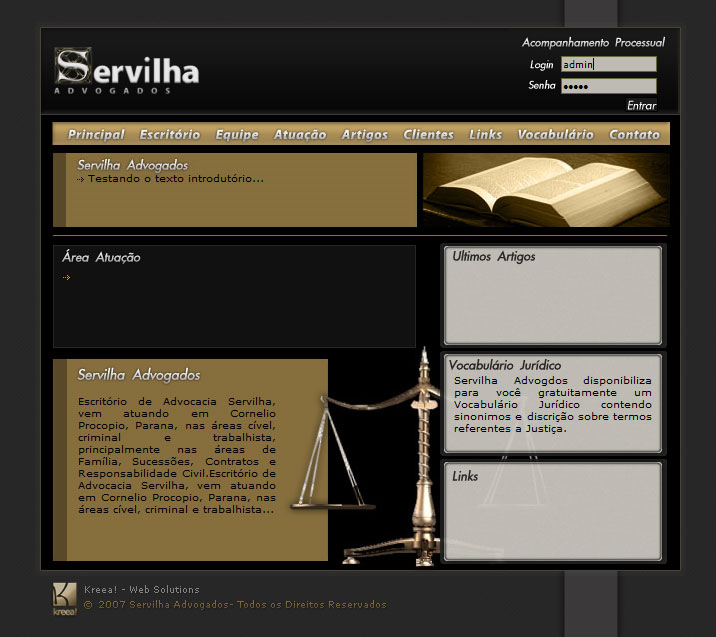 Servilha
ADVOGADOS
Acompanhamento Processual
Login admin
Senha •••••
Entrar
Principal Escritório Equipe Atuação Artigos Clientes Links Vocabulário Contato
Servilha Advogados
Testando o texto introdutório...
Área Atuação
Ultimos Artigos
Servilha Advogados
Escritório de Advocacia Servilha,
vem atuando em Cornelio
Procopio, Parana, nas áreas cível,
criminal e trabalhista,
principalmente nas áreas de
Família, Sucessões, Contratos e
Responsabilidade Civil.Escritório de
Advocacia Servilha, vem atuando
em Cornelio Procopio, Parana, nas
áreas cível, criminal e trabalhista...
Vocabulário Jurídico
Servilha Advogdos disponibiliza
para você gratuitamente um
Vocabulário Jurídico contendo
sinonimos e discrição sobre termos
referentes a Justiça.
Links
kreea!
Kreea! - Web Solutions
© 2007 Servilha Advogados- Todos os Direitos Reservados